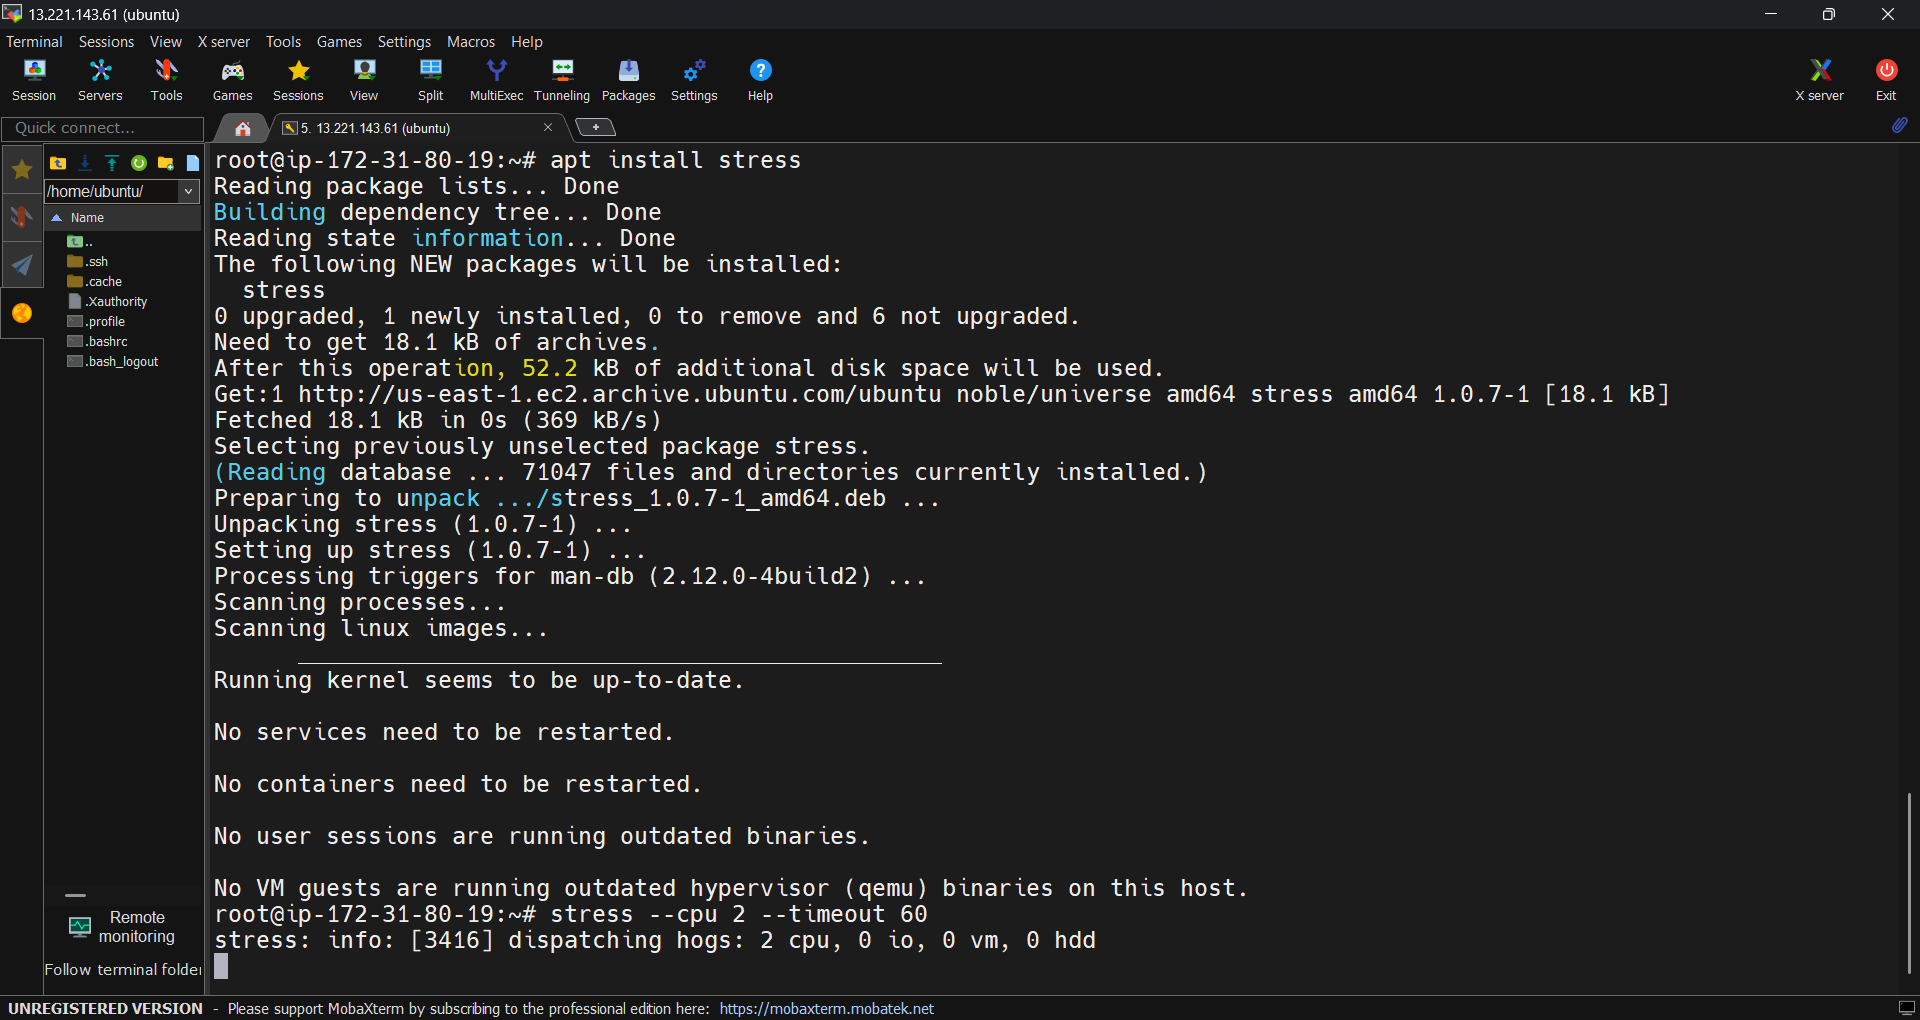 13.221.143.61 (ubuntu)
Terminal Sessions View X server Tools Games Settings Macros Help
Session Servers Tools Games Sessions View Split MultiExec Tunneling Packages Settings Help X server Exit
Quick connect...
5. 13.221.143.61 (ubuntu)
/home/ubuntu/
Name
..
.ssh
.cache
.Xauthority
.profile
.bashrc
.bash_logout
Remote
monitoring
Follow terminal folder
root@ip-172-31-80-19:~# apt install stress
Reading package lists... Done
Building dependency tree... Done
Reading state information... Done
The following NEW packages will be installed:
  stress
0 upgraded, 1 newly installed, 0 to remove and 6 not upgraded.
Need to get 18.1 kB of archives.
After this operation, 52.2 kB of additional disk space will be used.
Get:1 http://us-east-1.ec2.archive.ubuntu.com/ubuntu noble/universe amd64 stress amd64 1.0.7-1 [18.1 kB]
Fetched 18.1 kB in 0s (369 kB/s)
Selecting previously unselected package stress.
(Reading database ... 71047 files and directories currently installed.)
Preparing to unpack .../stress_1.0.7-1_amd64.deb ...
Unpacking stress (1.0.7-1) ...
Setting up stress (1.0.7-1) ...
Processing triggers for man-db (2.12.0-4build2) ...
Scanning processes...
Scanning linux images...
Running kernel seems to be up-to-date.
No services need to be restarted.
No containers need to be restarted.
No user sessions are running outdated binaries.
No VM guests are running outdated hypervisor (qemu) binaries on this host.
root@ip-172-31-80-19:~# stress --cpu 2 --timeout 60
stress: info: [3416] dispatching hogs: 2 cpu, 0 io, 0 vm, 0 hdd
UNREGISTERED VERSION - Please support MobaXterm by subscribing to the professional edition here: https://mobaxterm.mobatek.net